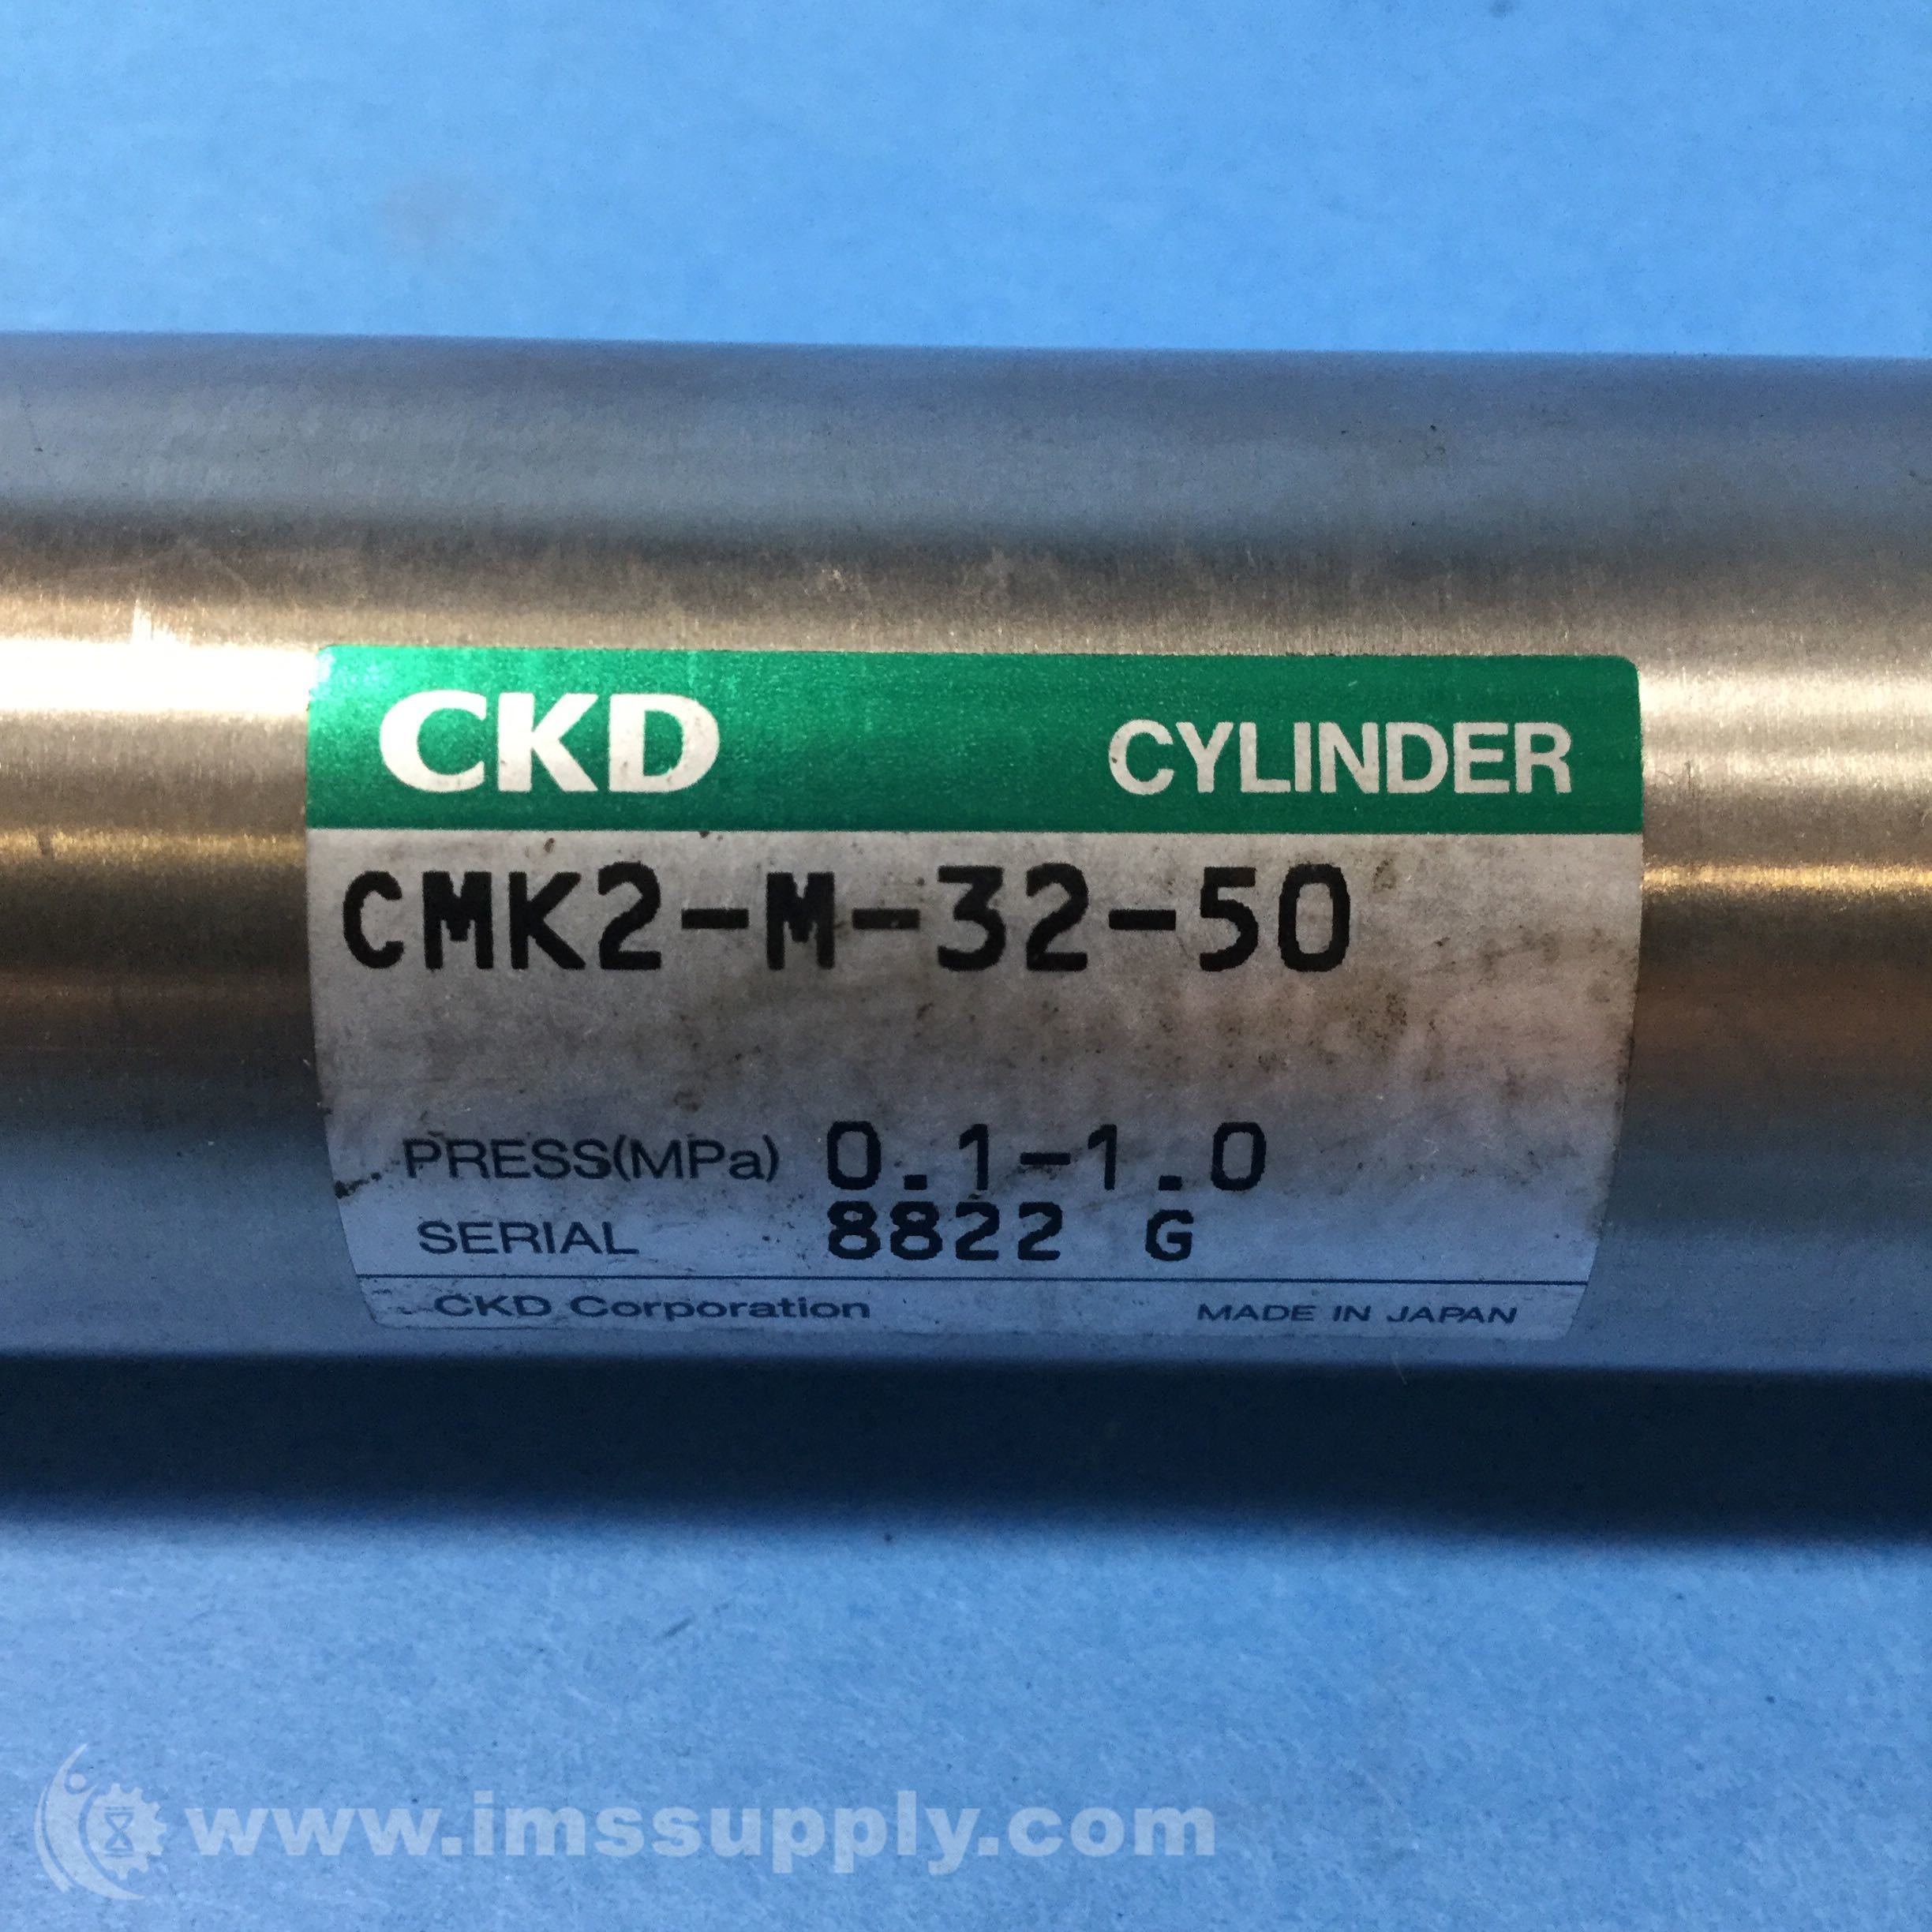 CKD CYLINDER
CMK2-M-32-50
PRESS(MPa) 0.1-1.0
SERIAL 8822 G
CKD Corporation MADE IN JAPAN
www.imssupply.com